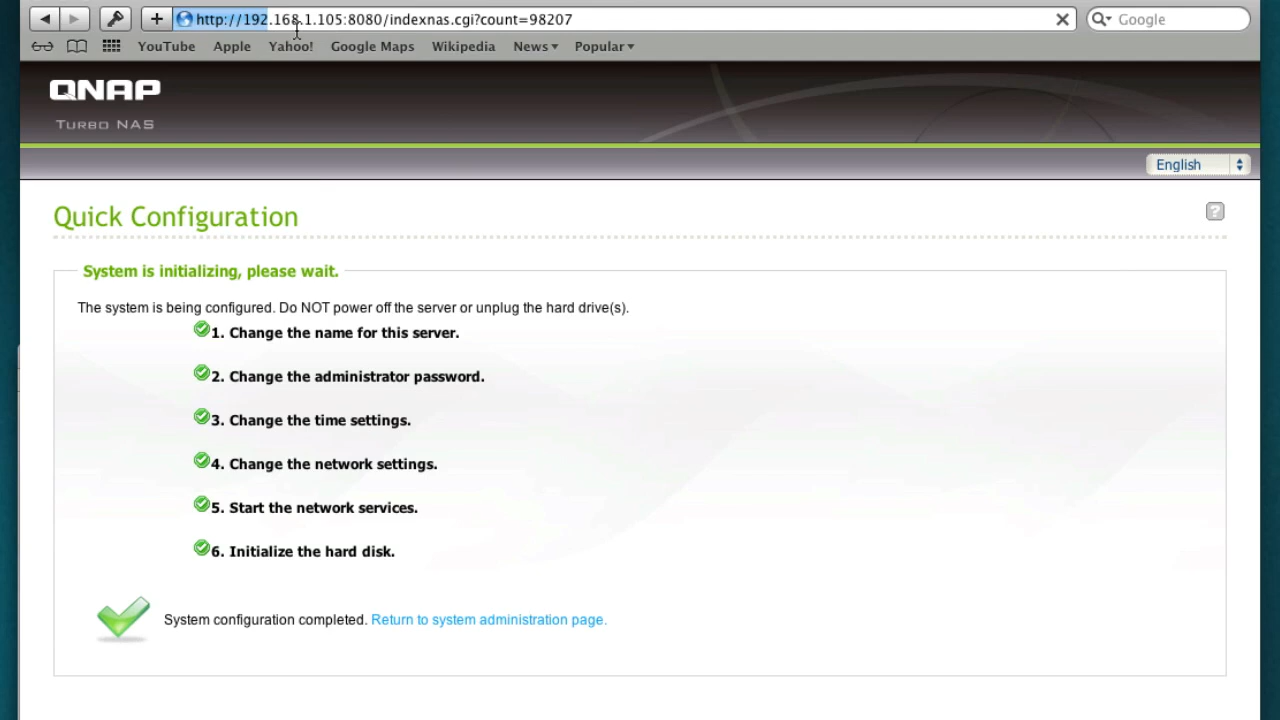 http://192.168.1.105:8080/indexnas.cgi?count=98207
Google
YouTube Apple Yahoo! Google Maps Wikipedia News Popular
QNAP
TURBO NAS
English
Quick Configuration
?
System is initializing, please wait.
The system is being configured. Do NOT power off the server or unplug the hard drive(s).
1. Change the name for this server.
2. Change the administrator password.
3. Change the time settings.
4. Change the network settings.
5. Start the network services.
6. Initialize the hard disk.
System configuration completed. Return to system administration page.